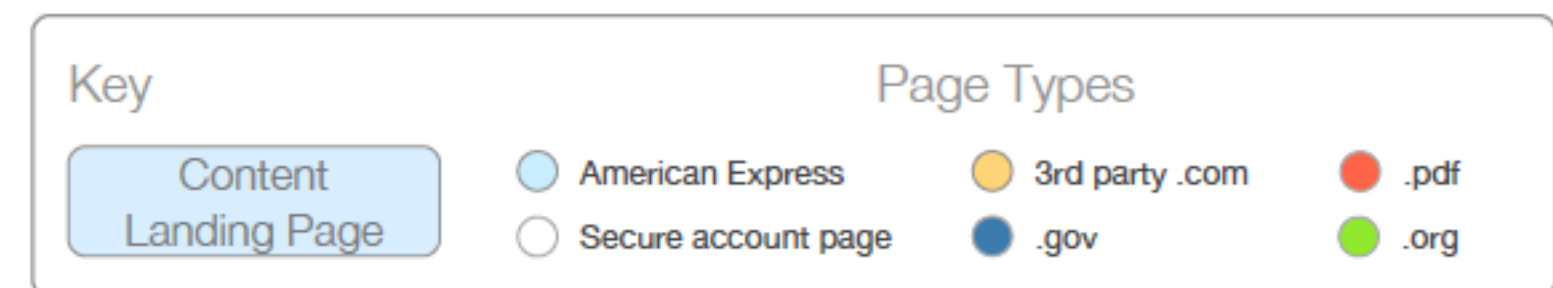 Key
Page Types
Content
Landing Page
American Express
3rd party .com
.pdf
Secure account page
.gov
.org